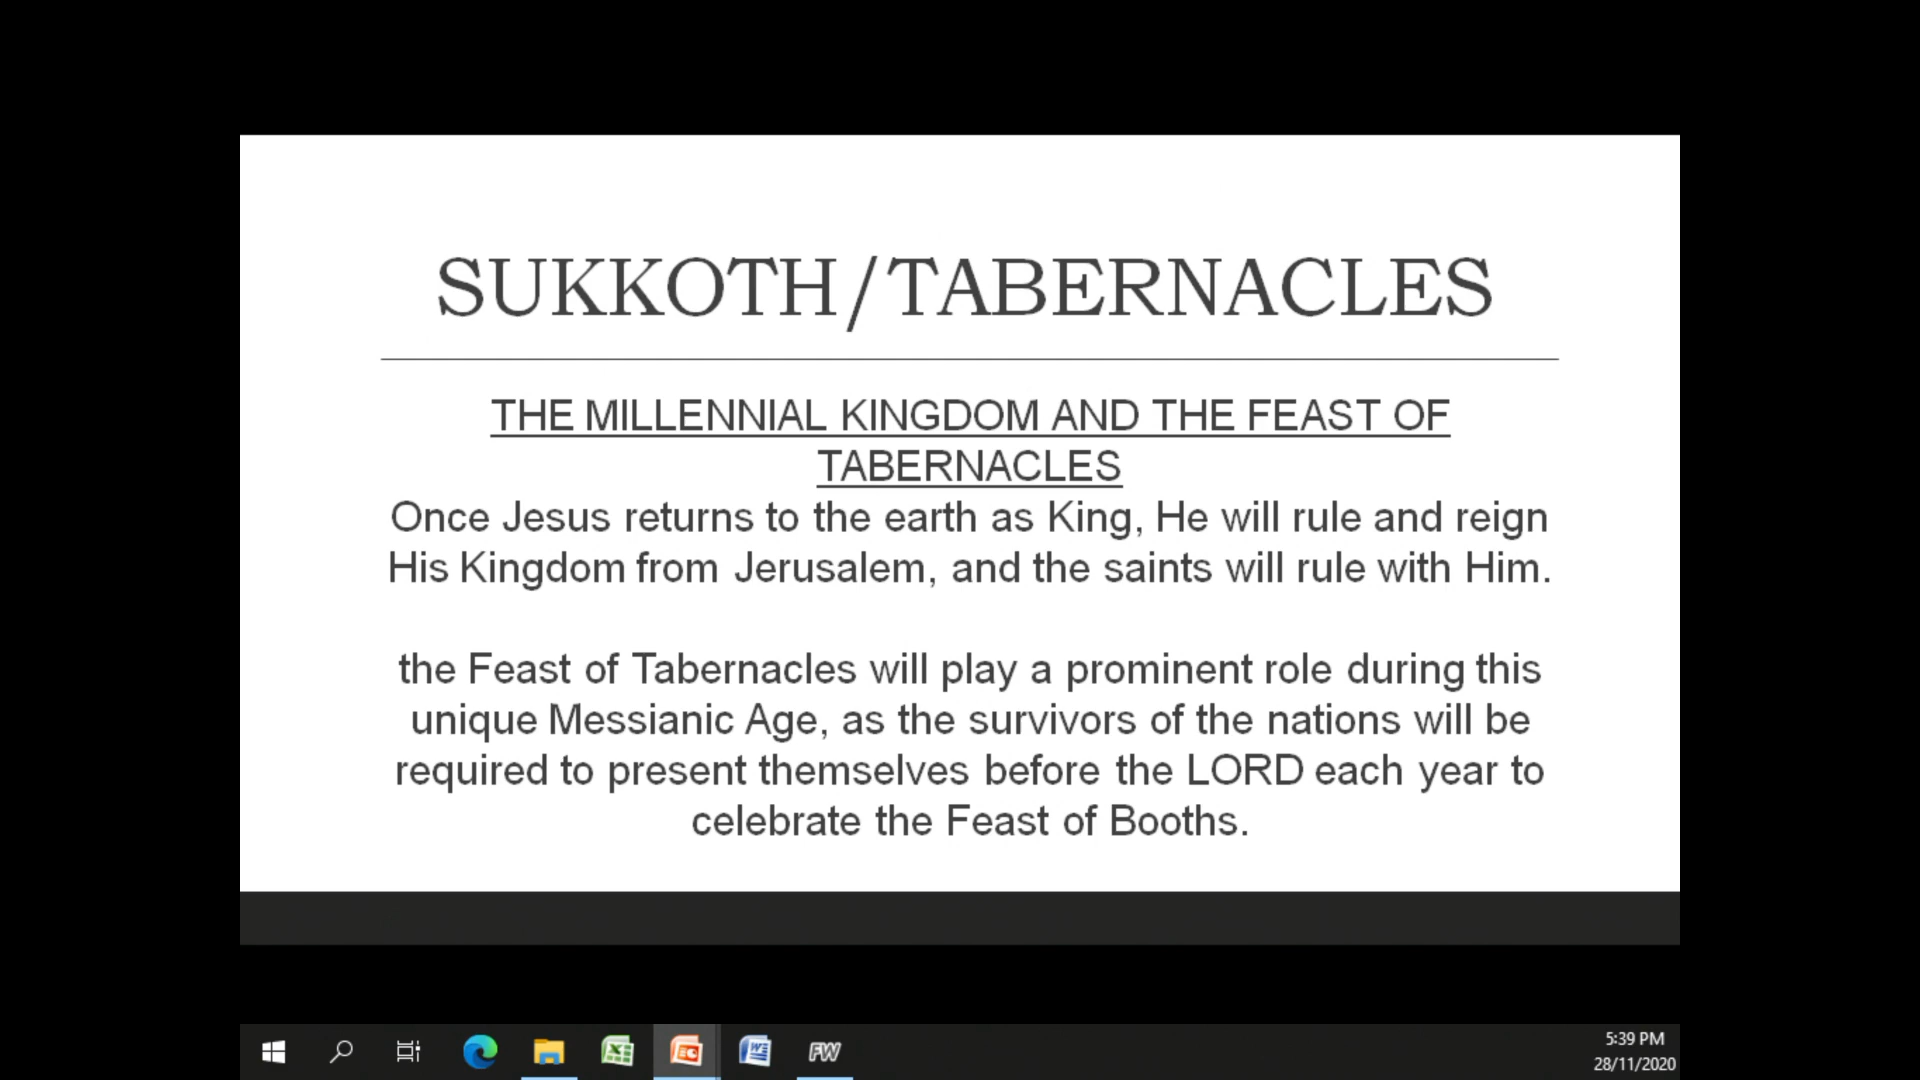 SUKKOTH/TABERNACLES
THE MILLENNIAL KINGDOM AND THE FEAST OF
TABERNACLES
Once Jesus returns to the earth as King, He will rule and reign
His Kingdom from Jerusalem, and the saints will rule with Him.
the Feast of Tabernacles will play a prominent role during this
unique Messianic Age, as the survivors of the nations will be
required to present themselves before the LORD each year to
celebrate the Feast of Booths.
FW
5:39 PM
28/11/2020